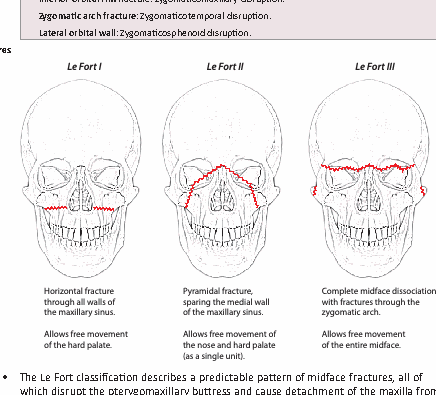 Inferior orbital rim fracture: Zygomaticomaxillary disruption.
Zygomatic arch fracture: Zygomaticotemporal disruption.
Lateral orbital wall: Zygomaticosphenoid disruption.
res
Le Fort I
Le Fort II
Le Fort III
Horizontal fracture
through all walls of
the maxillary sinus.
Allows free movement
of the hard palate.
Pyramidal fracture,
sparing the medial wall
of the maxillary sinus.
Allows free movement of
the nose and hard palate
(as a single unit).
Complete midface dissociation
with fractures through the
zygomatic arch.
Allows free movement
of the entire midface.
• The Le Fort classification describes a predictable pattern of midface fractures, all of
which disrupt the pterygomaxillary buttress and cause detachment of the maxilla from